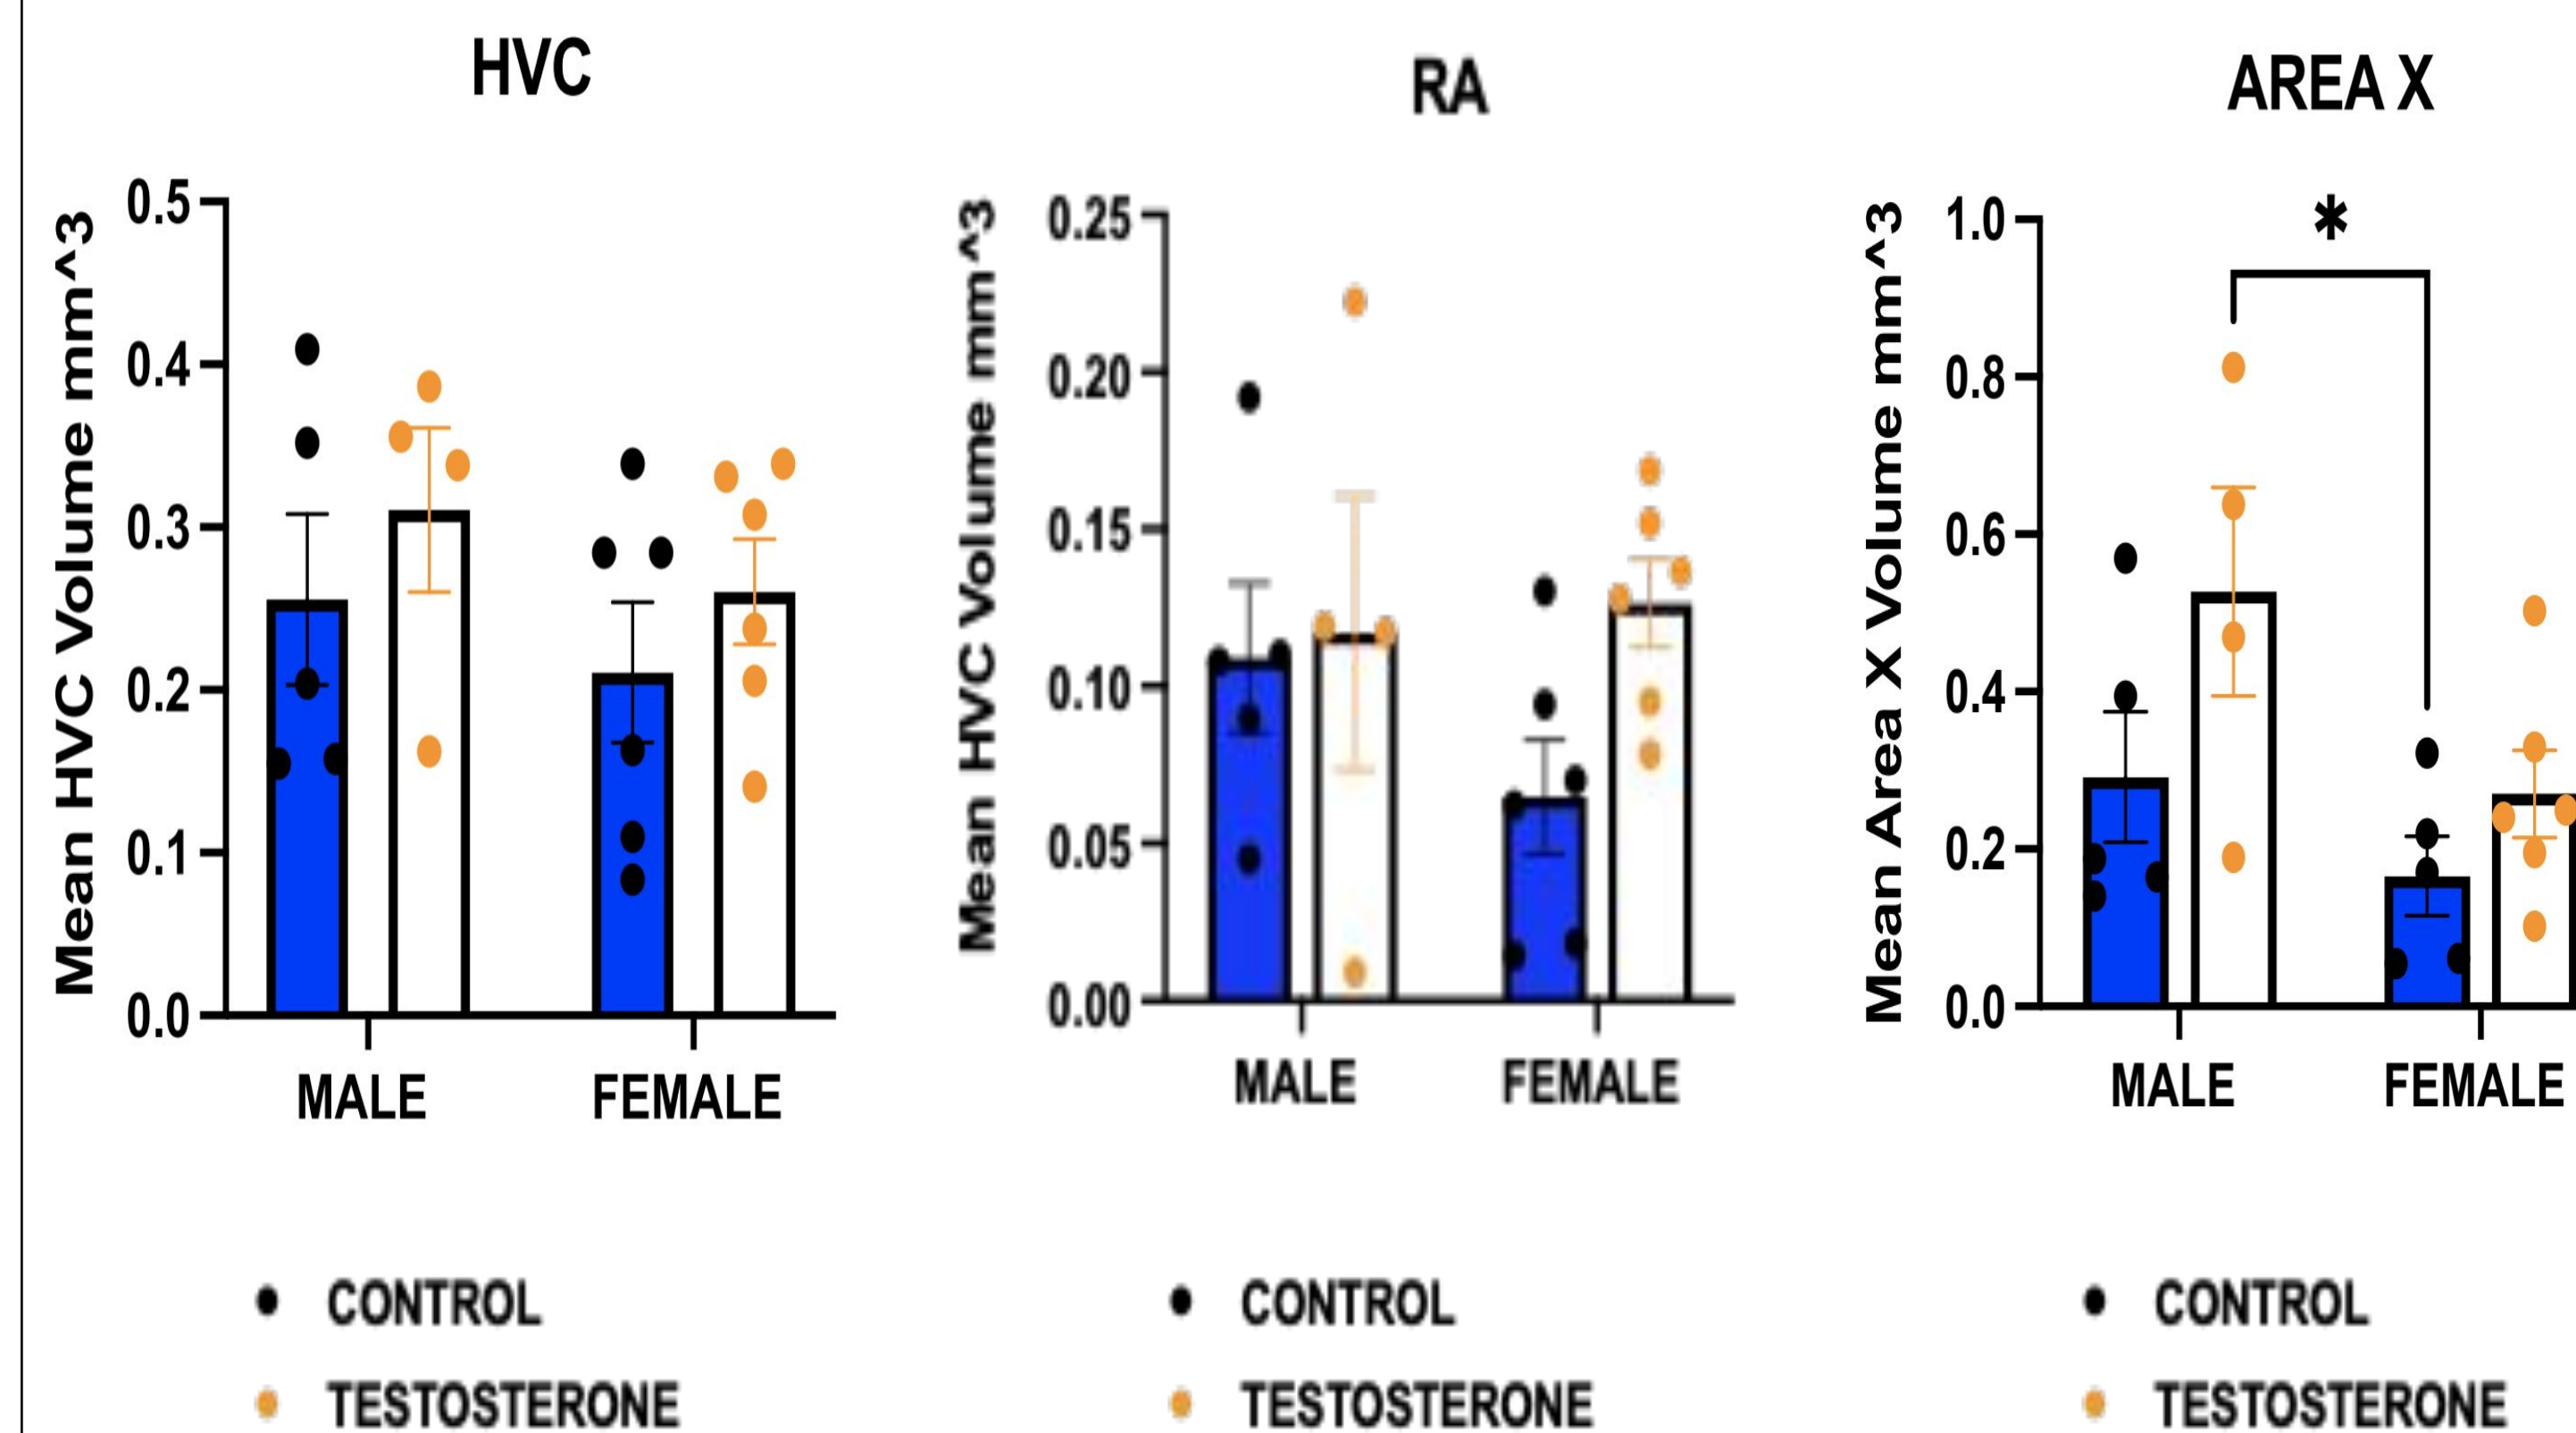 HVC
Mean HVC Volume mm^3
0.5
0.4
0.3
0.2
0.1
0.0
MALE FEMALE
CONTROL
TESTOSTERONE
RA
Mean HVC Volume mm^3
0.25
0.20
0.15
0.10
0.05
0.00
MALE FEMALE
CONTROL
TESTOSTERONE
AREA X
Mean Area X Volume mm^3
1.0
0.8
0.6
0.4
0.2
0.0
*
MALE FEMALE
CONTROL
TESTOSTERONE